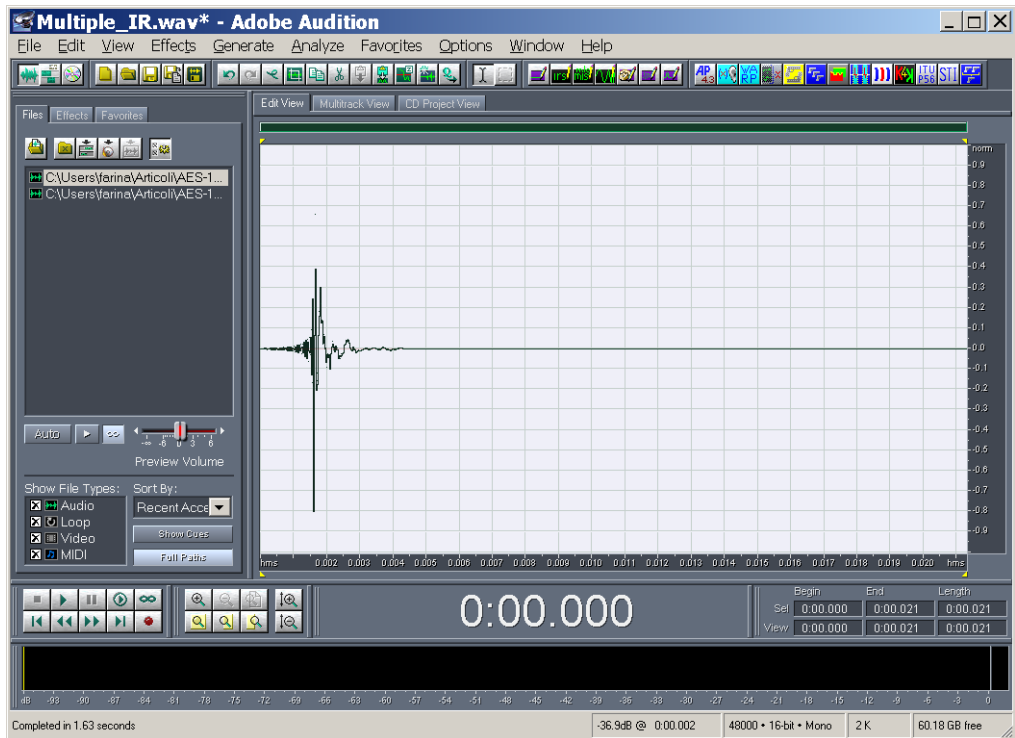 Multiple_IR.wav* - Adobe Audition
File Edit View Effects Generate Analyze Favorites Options Window Help
AP 4.3 WARP ITU P56 STI
Files Effects Favorites
Edit View Multitrack View CD Project View
C:\Users\farina\Articoli\AES-1...
C:\Users\farina\Articoli\AES-1...
norm
0.9
0.8
0.7
0.6
0.5
0.4
0.3
0.2
0.1
0.0
-0.1
-0.2
-0.3
-0.4
-0.5
-0.6
-0.7
-0.8
-0.9
hms 0.002 0.003 0.004 0.005 0.006 0.007 0.008 0.009 0.010 0.011 0.012 0.013 0.014 0.015 0.016 0.017 0.018 0.019 0.020 hms
Auto
-∞ -6 0 3 6
Preview Volume
Show File Types: Sort By:
Audio
Loop
Video
MIDI
Recent Acce
Show Cues
Full Paths
0:00.000
Begin End Length
Sel 0:00.000 0:00.021 0:00.021
View 0:00.000 0:00.021 0:00.021
dB -93 -90 -87 -84 -81 -78 -75 -72 -69 -66 -63 -60 -57 -54 -51 -48 -45 -42 -39 -36 -33 -30 -27 -24 -21 -18 -15 -12 -9 -6 -3 0
Completed in 1.63 seconds
-36.9dB @ 0:00.002
48000 • 16-bit • Mono
2 K
60.18 GB free